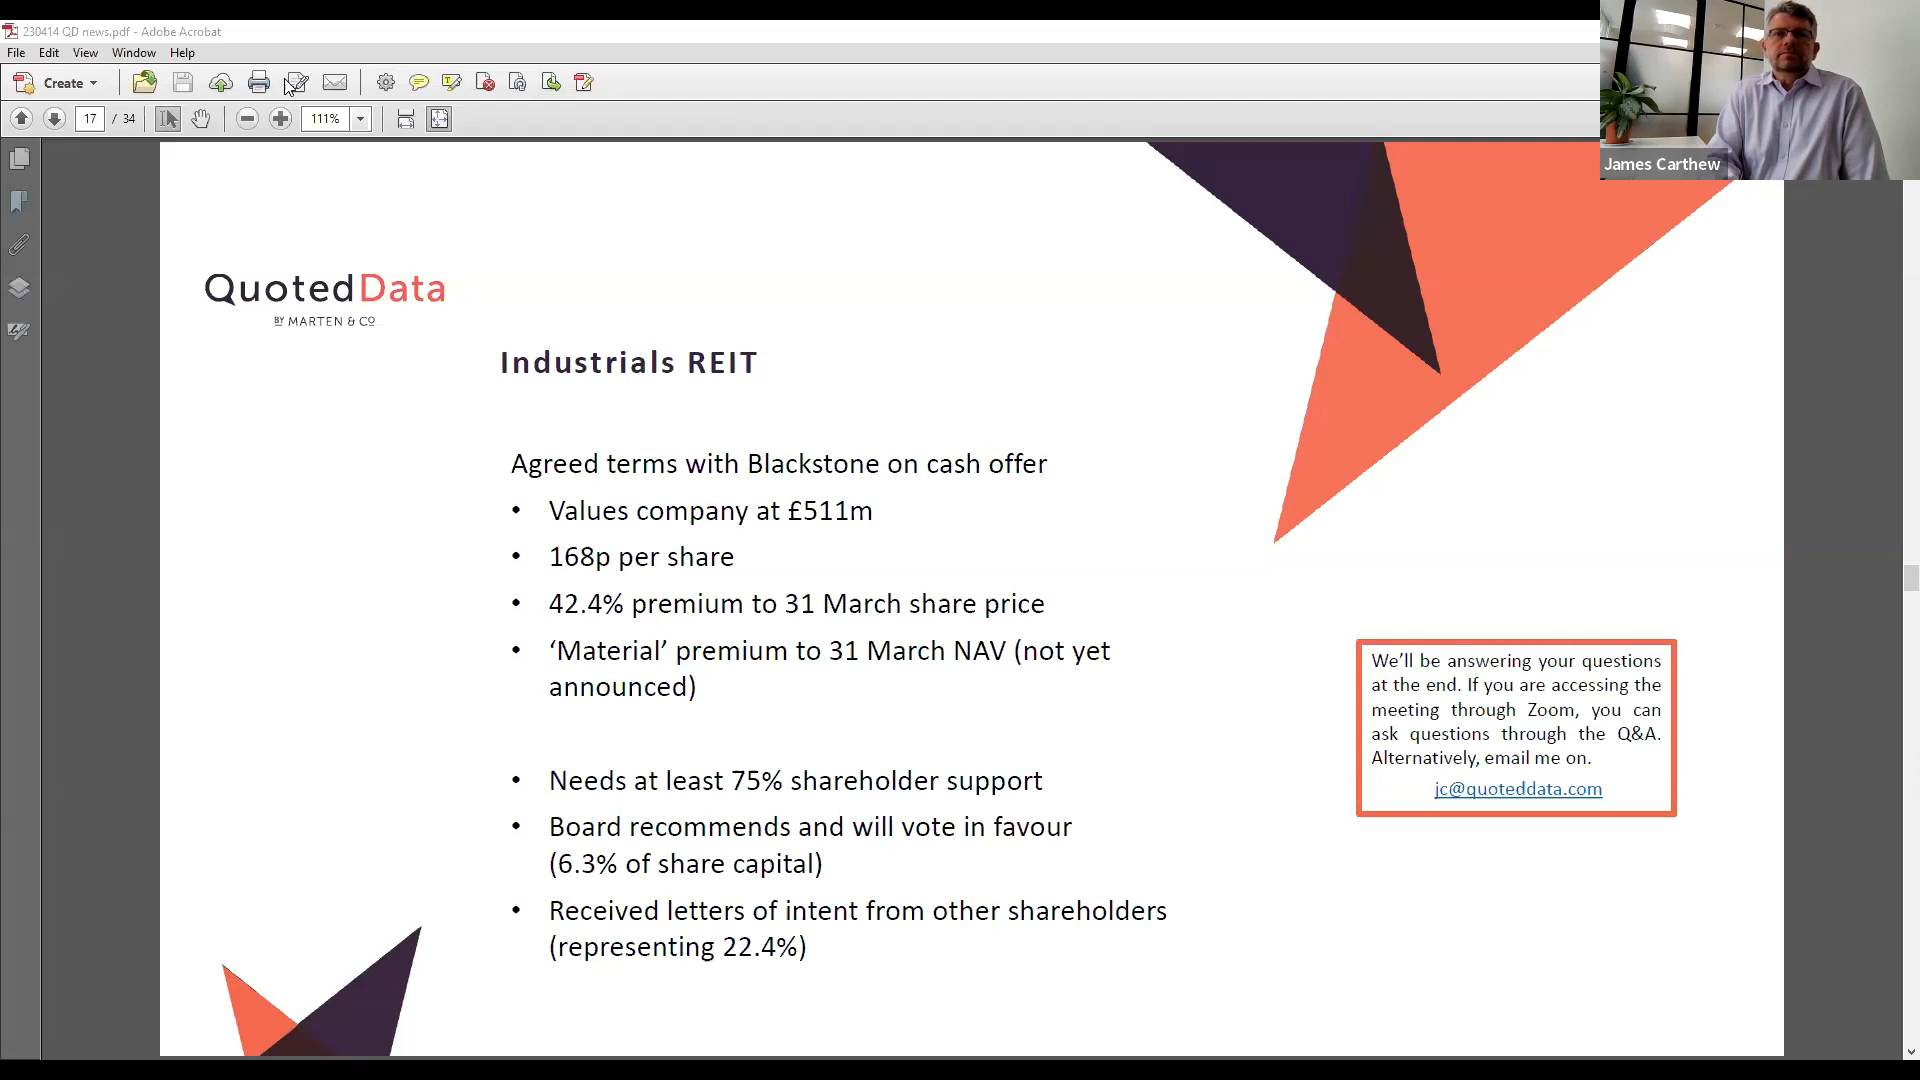 230414 QD news.pdf - Adobe Acrobat
File Edit View Window Help
Create
17 / 34 111%
James Carthew
QuotedData
BY MARTEN & CO
Industrials REIT
Agreed terms with Blackstone on cash offer
• Values company at £511m
• 168p per share
• 42.4% premium to 31 March share price
• ‘Material’ premium to 31 March NAV (not yet
announced)
• Needs at least 75% shareholder support
• Board recommends and will vote in favour
(6.3% of share capital)
• Received letters of intent from other shareholders
(representing 22.4%)
We’ll be answering your questions
at the end. If you are accessing the
meeting through Zoom, you can
ask questions through the Q&A.
Alternatively, email me on.
jc@quoteddata.com